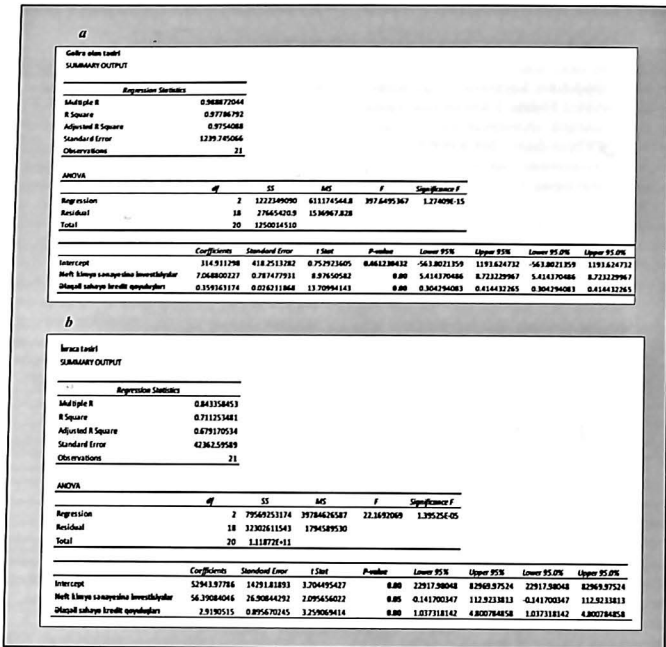 a
Gəlirə olan təsiri
SUMMARY OUTPUT
Regression Statistics
Multiple R 0.988872044
R Square 0.97786792
Adjusted R Square 0.9754088
Standard Error 1239.745066
Observations 21
ANOVA
df SS MS F Significance F
Regression 2 1222349090 611174544.8 397.6495367 1.27409E-15
Residual 18 27665420.9 1536967.828
Total 20 1250014510
Coefficients Standard Error t Stat P-value Lower 95% Upper 95% Lower 95.0% Upper 95.0%
Intercept 314.911298 418.2513282 0.752923605 0.461238432 -563.8021359 1193.624732 -563.8021359 1193.624732
Neft kimya sənayesinə investisiyalar 7.068800227 0.787477931 8.97650582 0.00 5.414370486 8.723229967 5.414370486 8.723229967
Əlaqəli sahəyə kredit qoyuluşları 0.359363174 0.026211868 13.70994143 0.00 0.304294083 0.414432265 0.304294083 0.414432265
b
İxraca təsiri
SUMMARY OUTPUT
Regression Statistics
Multiple R 0.843358453
R Square 0.711253481
Adjusted R Square 0.679170534
Standard Error 42362.59589
Observations 21
ANOVA
df SS MS F Significance F
Regression 2 79569253174 39784626587 22.1692069 1.39525E-05
Residual 18 32302611543 1794589530
Total 20 1.11872E+11
Coefficients Standard Error t Stat P-value Lower 95% Upper 95% Lower 95.0% Upper 95.0%
Intercept 52943.97786 14291.81893 3.704495427 0.00 22917.98048 82969.97524 22917.98048 82969.97524
Neft kimya sənayesinə investisiyalar 56.39084046 26.90844292 2.095656022 0.05 -0.141700347 112.9233813 -0.141700347 112.9233813
Əlaqəli sahəyə kredit qoyuluşları 2.9190515 0.895670245 3.259069414 0.00 1.037318142 4.800784858 1.037318142 4.800784858